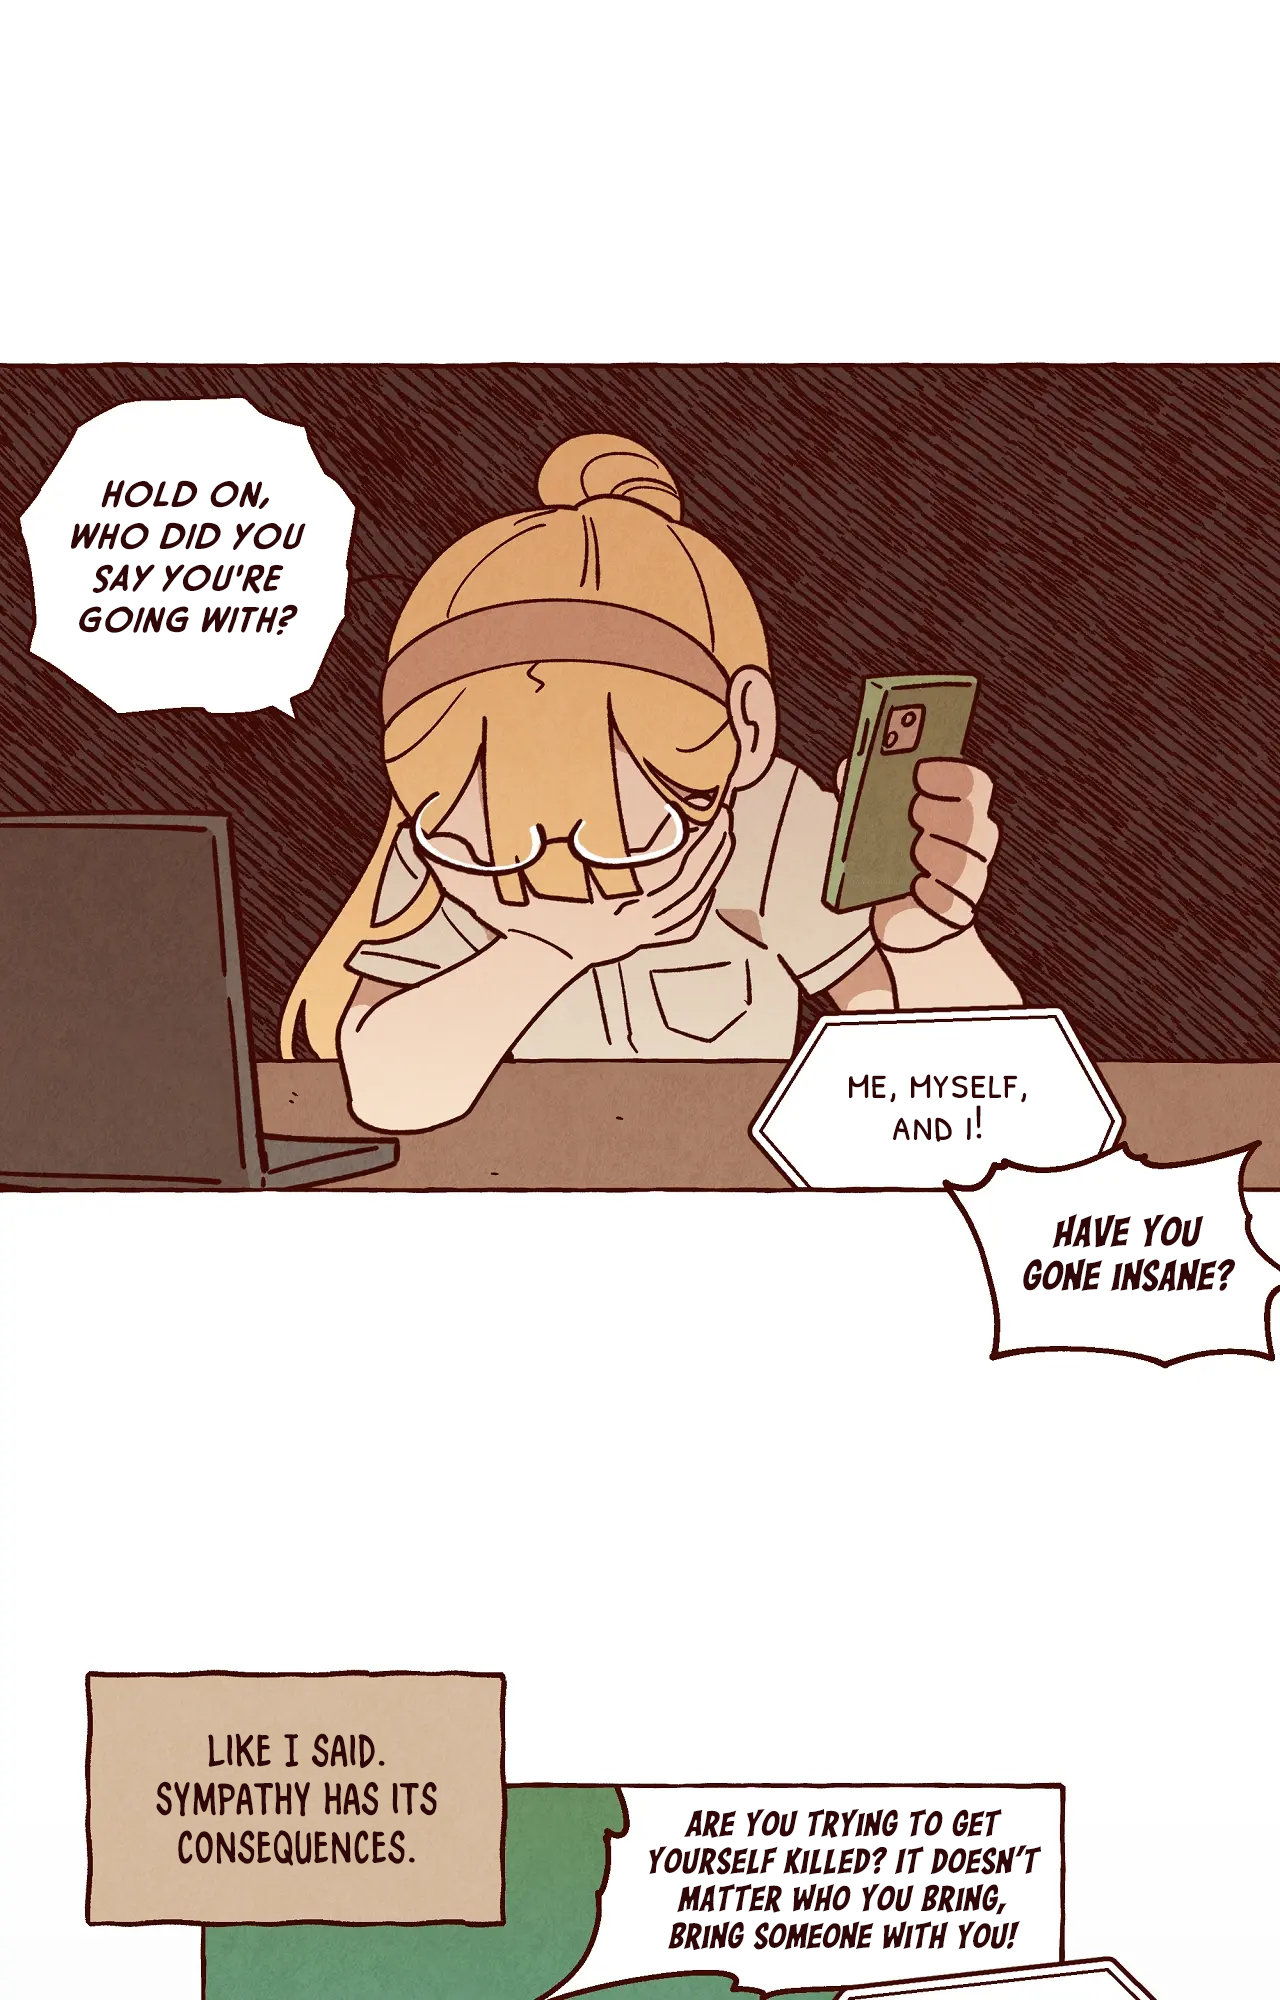 HOLD ON,
WHO DID YOU
SAY YOU'RE
GOING WITH?
ME, MYSELF,
AND I!
HAVE YOU
GONE INSANE?
LIKE I SAID.
SYMPATHY HAS ITS
CONSEQUENCES.
ARE YOU TRYING TO GET
YOURSELF KILLED? IT DOESN'T
MATTER WHO YOU BRING,
BRING SOMEONE WITH YOU!